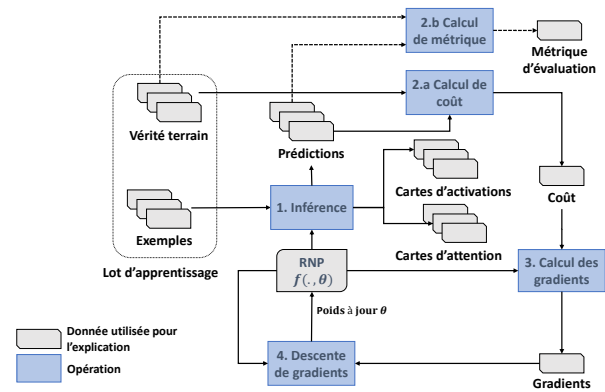 2.b Calcul
de métrique
Métrique
d'évaluation
2.a Calcul de
coût
Vérité terrain
Prédictions
Cartes d'activations
Coût
1. Inférence
Exemples
Cartes d'attention
Lot d'apprentissage
RNP
f(. , θ)
3. Calcul des
gradients
Poids à jour θ
Donnée utilisée pour
l'explication
4. Descente
de gradients
Opération
Gradients